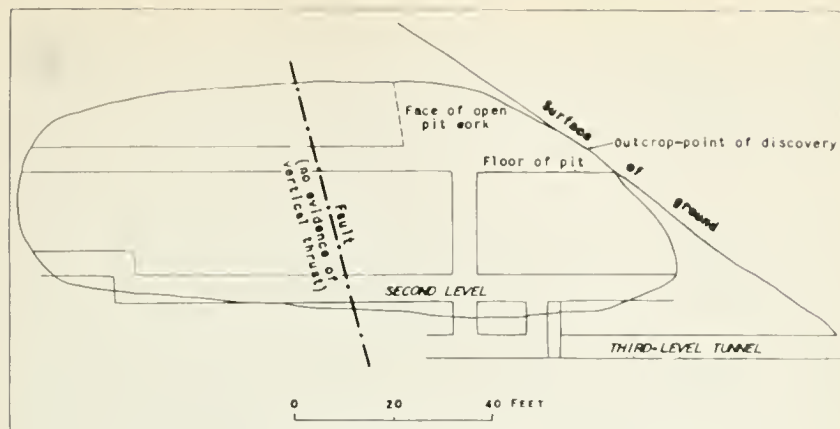 Face of open
pit work
Surface
of
ground
Outcrop-point of discovery
Floor of pit
Fault
(no evidence of
vertical thrust)
SECOND LEVEL
THIRD-LEVEL TUNNEL
0 20 40 FEET